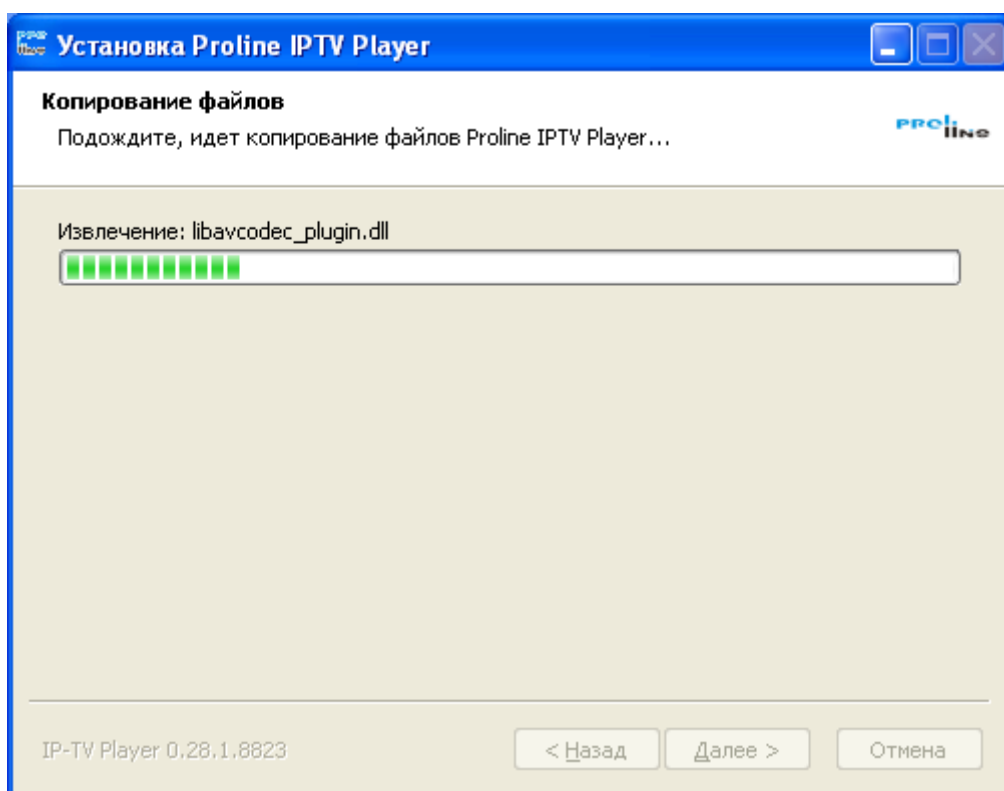 Установка Proline IPTV Player
Копирование файлов
Подождите, идет копирование файлов Proline IPTV Player...
PROline
Извлечение: libavcodec_plugin.dll
IP-TV Player 0.28.1.8823
< Назад
Далее >
Отмена